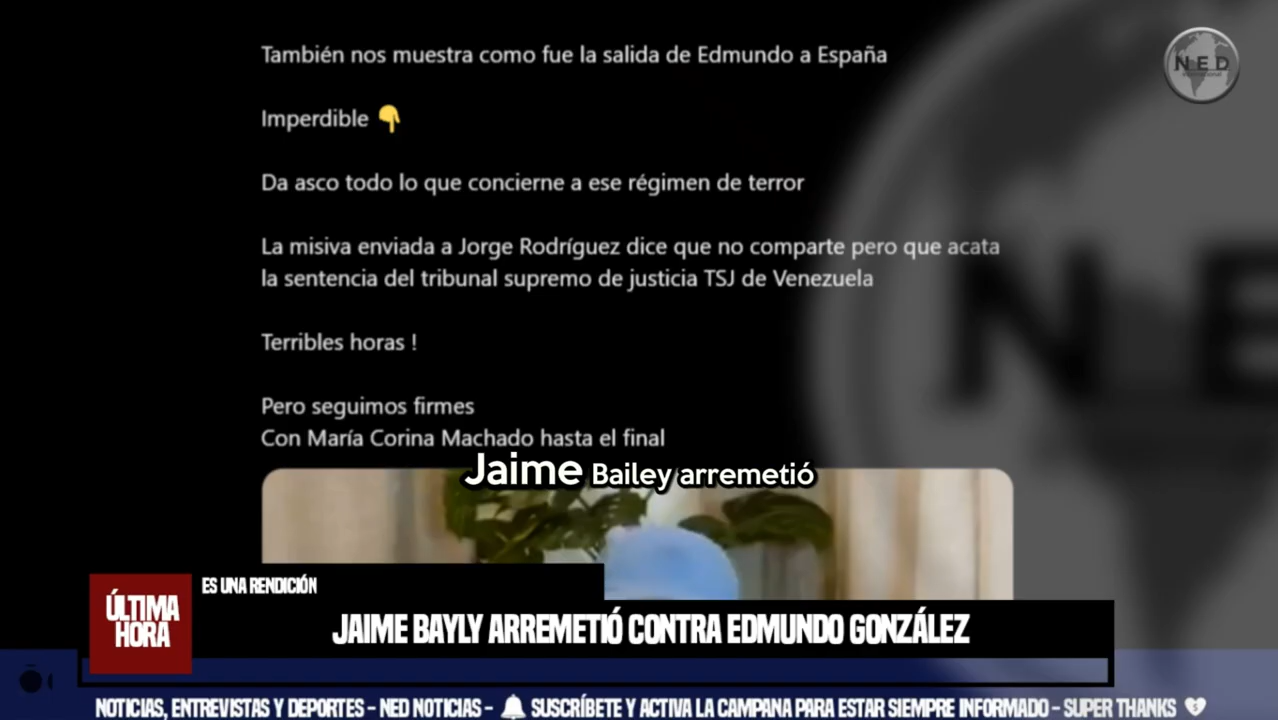 También nos muestra como fue la salida de Edmundo a España
NED
Imperdible 👇
Da asco todo lo que concierne a ese régimen de terror
La misiva enviada a Jorge Rodríguez dice que no comparte pero que acata
la sentencia del tribunal supremo de justicia TSJ de Venezuela
Terribles horas !
NE
Pero seguimos firmes
Con María Corina Machado hasta el final
Jaime Bailey arremetió
ES UNA RENDICIÓN
ÚLTIMA
HORA
JAIME BAYLY ARREMETIÓ CONTRA EDMUNDO GONZÁLEZ
NOTICIAS, ENTREVISTAS Y DEPORTES - NED NOTICIAS - 🔔 SUSCRÍBETE Y ACTIVA LA CAMPANA PARA ESTAR SIEMPRE INFORMADO - SUPER THANKS